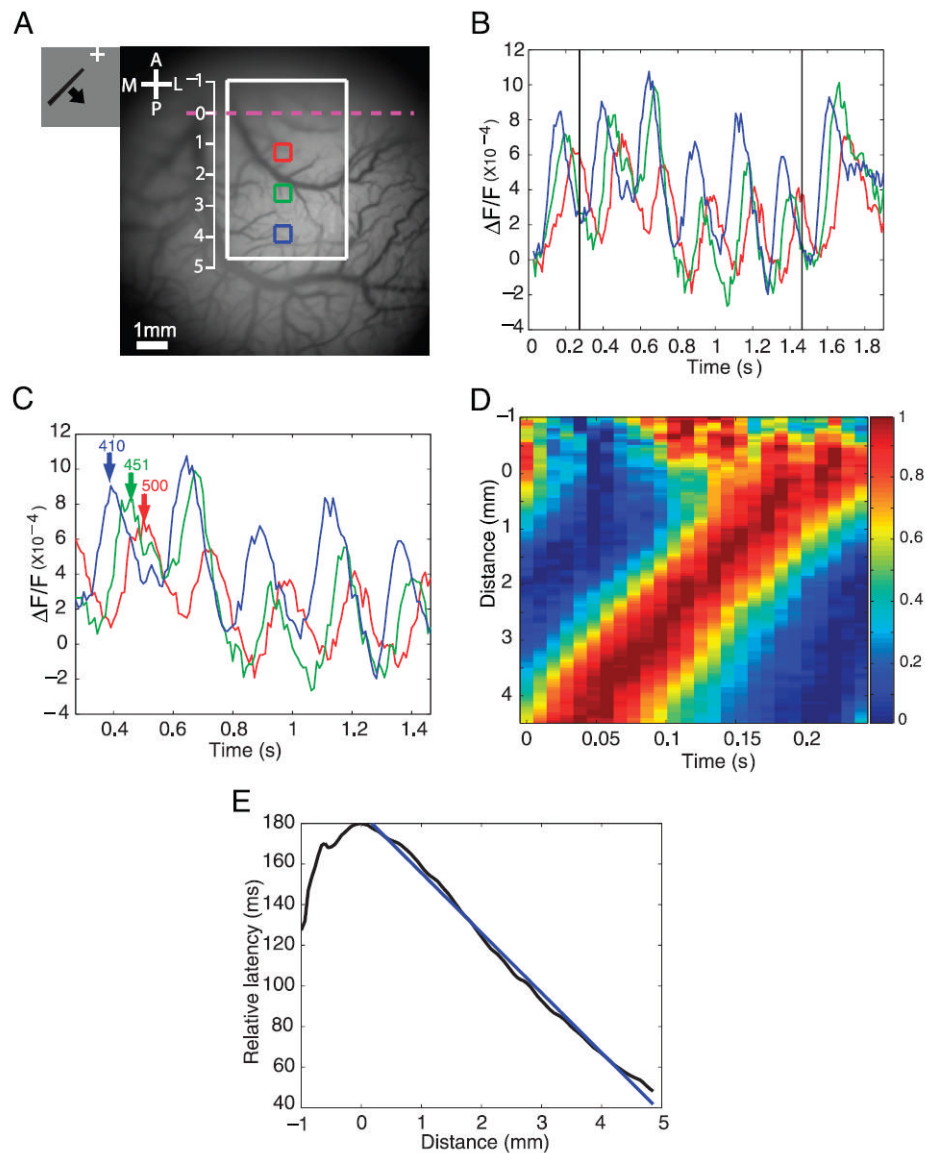 A
A
M L
P
−1
0
1
2
3
4
5
1mm
B
12
10
8
6
4
2
0
−2
−4
ΔF/F (X10−4)
0 0.2 0.4 0.6 0.8 1 1.2 1.4 1.6 1.8
Time (s)
C
12
10
8
6
4
2
0
−2
−4
ΔF/F (X10−4)
410
451
500
0.4 0.6 0.8 1 1.2 1.4
Time (s)
D
−1
0
1
2
3
4
Distance (mm)
0 0.05 0.1 0.15 0.2
Time (s)
1
0.8
0.6
0.4
0.2
0
E
180
160
140
120
100
80
60
40
Relative latency (ms)
−1 0 1 2 3 4 5
Distance (mm)